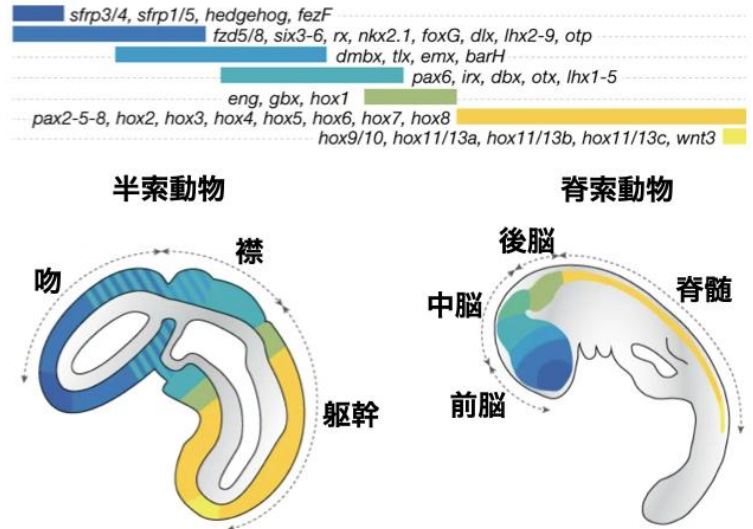 sfrp3/4, sfrp1/5, hedgehog, fezF
fzd5/8, six3-6, rx, nkx2.1, foxG, dlx, lhx2-9, otp
dmbx, tlx, emx, barH
pax6, irx, dbx, otx, lhx1-5
eng, gbx, hox1
pax2-5-8, hox2, hox3, hox4, hox5, hox6, hox7, hox8
hox9/10, hox11/13a, hox11/13b, hox11/13c, wnt3
半索動物
吻
襟
躯幹
脊索動物
後脳
中脳
前脳
脊髄